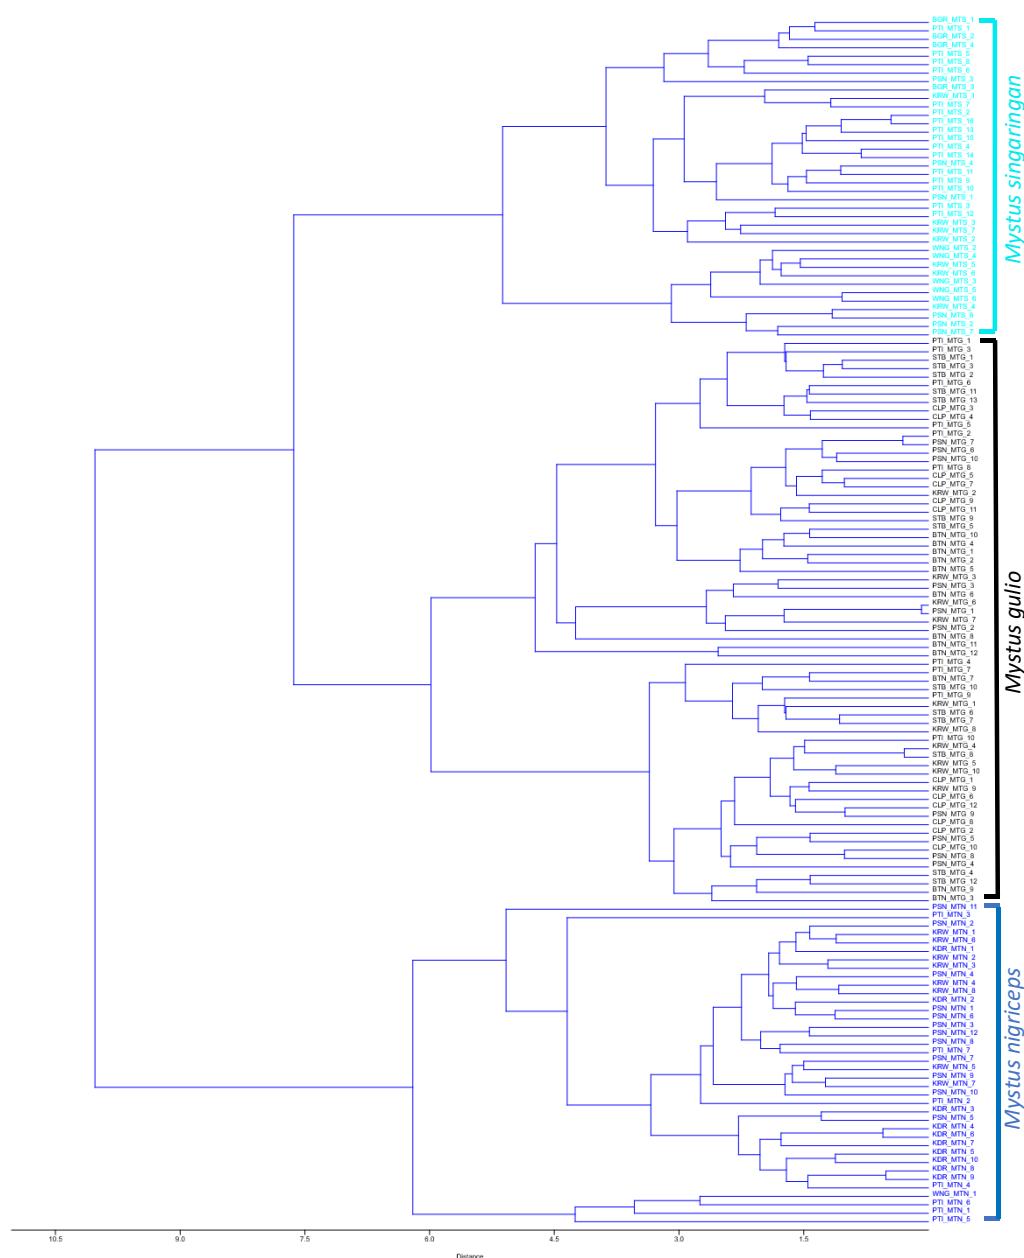 BGR_MTS_1
PTI_MTS_1
BGR_MTS_2
BGR_MTS_4
PTI_MTS_5
PTI_MTS_8
PTI_MTS_6
PSN_MTS_3
BGR_MTS_3
KRW_MTS_1
PTI_MTS_7
PTI_MTS_2
PTI_MTS_16
PTI_MTS_13
PTI_MTS_15
PTI_MTS_4
PTI_MTS_14
PSN_MTS_4
PTI_MTS_11
PTI_MTS_9
PTI_MTS_10
PSN_MTS_1
PTI_MTS_3
PTI_MTS_12
KRW_MTS_3
KRW_MTS_7
KRW_MTS_2
WNG_MTS_2
WNG_MTS_4
KRW_MTS_5
KRW_MTS_6
WNG_MTS_3
WNG_MTS_5
WNG_MTS_6
KRW_MTS_4
PSN_MTS_6
PSN_MTS_2
PSN_MTS_7
Mystus singaringan
PTI_MTG_1
PTI_MTG_3
STB_MTG_1
STB_MTG_3
STB_MTG_2
PTI_MTG_6
STB_MTG_11
STB_MTG_13
CLP_MTG_3
CLP_MTG_4
PTI_MTG_5
PTI_MTG_2
PSN_MTG_7
PSN_MTG_6
PSN_MTG_10
PTI_MTG_8
CLP_MTG_5
CLP_MTG_7
KRW_MTG_2
CLP_MTG_9
CLP_MTG_11
STB_MTG_9
STB_MTG_5
BTN_MTG_10
BTN_MTG_4
BTN_MTG_1
BTN_MTG_2
BTN_MTG_5
KRW_MTG_3
PSN_MTG_3
BTN_MTG_6
KRW_MTG_6
PSN_MTG_1
KRW_MTG_7
PSN_MTG_2
BTN_MTG_8
BTN_MTG_11
BTN_MTG_12
PTI_MTG_4
PTI_MTG_7
BTN_MTG_7
STB_MTG_10
PTI_MTG_9
KRW_MTG_1
STB_MTG_6
STB_MTG_7
KRW_MTG_8
PTI_MTG_10
KRW_MTG_4
STB_MTG_8
KRW_MTG_5
KRW_MTG_10
CLP_MTG_1
KRW_MTG_9
CLP_MTG_6
CLP_MTG_12
PSN_MTG_9
CLP_MTG_8
CLP_MTG_2
PSN_MTG_5
CLP_MTG_10
PSN_MTG_8
PSN_MTG_4
STB_MTG_4
STB_MTG_12
BTN_MTG_9
BTN_MTG_3
Mystus gulio
PSN_MTN_11
PTI_MTN_3
PSN_MTN_2
KRW_MTN_1
KRW_MTN_6
KDR_MTN_1
KRW_MTN_2
KRW_MTN_3
PSN_MTN_4
KRW_MTN_4
KRW_MTN_8
KDR_MTN_2
PSN_MTN_1
PSN_MTN_6
PSN_MTN_3
PSN_MTN_12
PSN_MTN_8
PTI_MTN_7
PSN_MTN_7
KRW_MTN_5
PSN_MTN_9
KRW_MTN_7
PSN_MTN_10
PTI_MTN_2
KDR_MTN_3
PSN_MTN_5
KDR_MTN_4
KDR_MTN_6
KDR_MTN_7
KDR_MTN_5
KDR_MTN_10
KDR_MTN_8
KDR_MTN_9
PTI_MTN_4
WNG_MTN_1
PTI_MTN_6
PTI_MTN_1
PTI_MTN_5
Mystus nigriceps
10.5 9.0 7.5 6.0 4.5 3.0 1.5
Distance